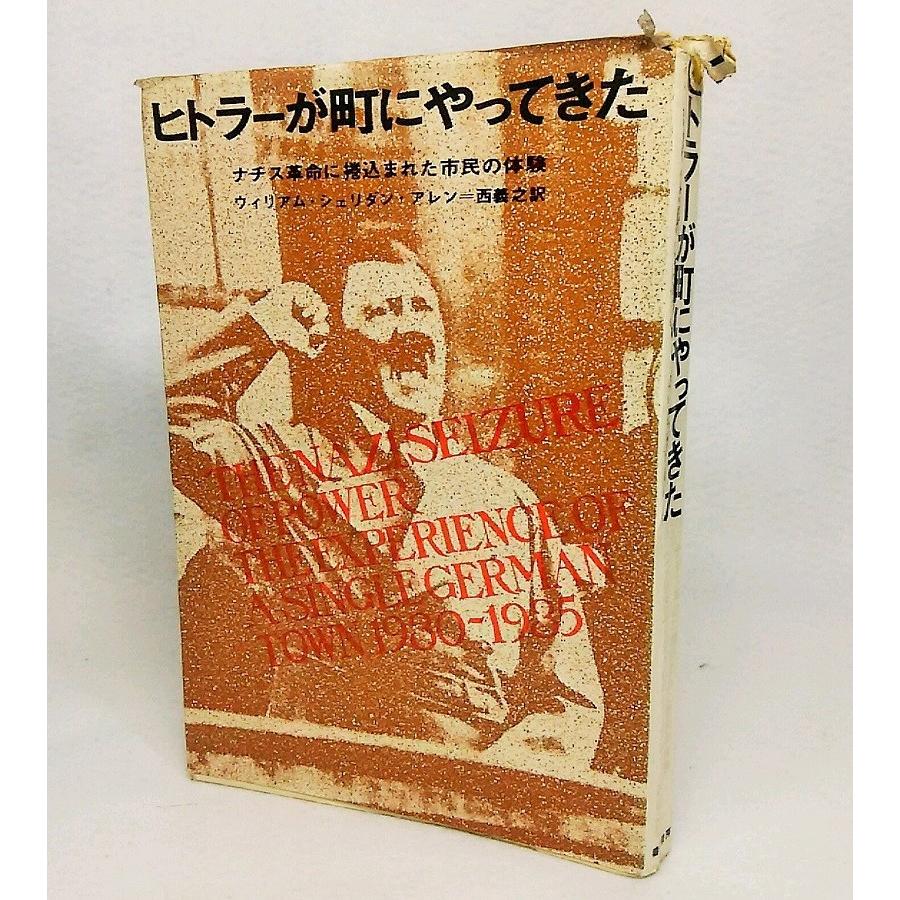 ヒトラーが町にやってきた
ナチス革命に捲込まれた市民の体験
ウィリアム・シェリダン・アレン=西義之訳
THE NAZI SEIZURE
OF POWER
THE EXPERIENCE OF
A SINGLE GERMAN
TOWN 1930-1935
ヒトラーが町にやってきた